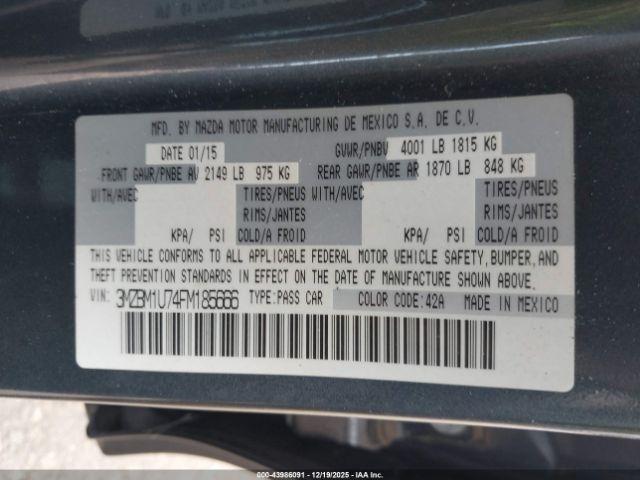 MFD. BY MAZDA MOTOR MANUFACTURING DE MEXICO S.A. DE C.V.
DATE 01/15 GVWR/PNBV 4001 LB 1815 KG
FRONT GAWR/PNBE AV 2149 LB 975 KG REAR GAWR/PNBE AR 1870 LB 848 KG
WITH/AVEC TIRES/PNEUS WITH/AVEC TIRES/PNEUS
RIMS/JANTES RIMS/JANTES
KPA/ PSI COLD/A FROID KPA/ PSI COLD/A FROID
THIS VEHICLE CONFORMS TO ALL APPLICABLE FEDERAL MOTOR VEHICLE SAFETY, BUMPER, AND
THEFT PREVENTION STANDARDS IN EFFECT ON THE DATE OF MANUFACTURE SHOWN ABOVE.
VIN: 3MZBM1U74FM185666 TYPE:PASS CAR COLOR CODE:42A MADE IN MEXICO
000-43986091 | 12/19/2025 | IAA Inc.